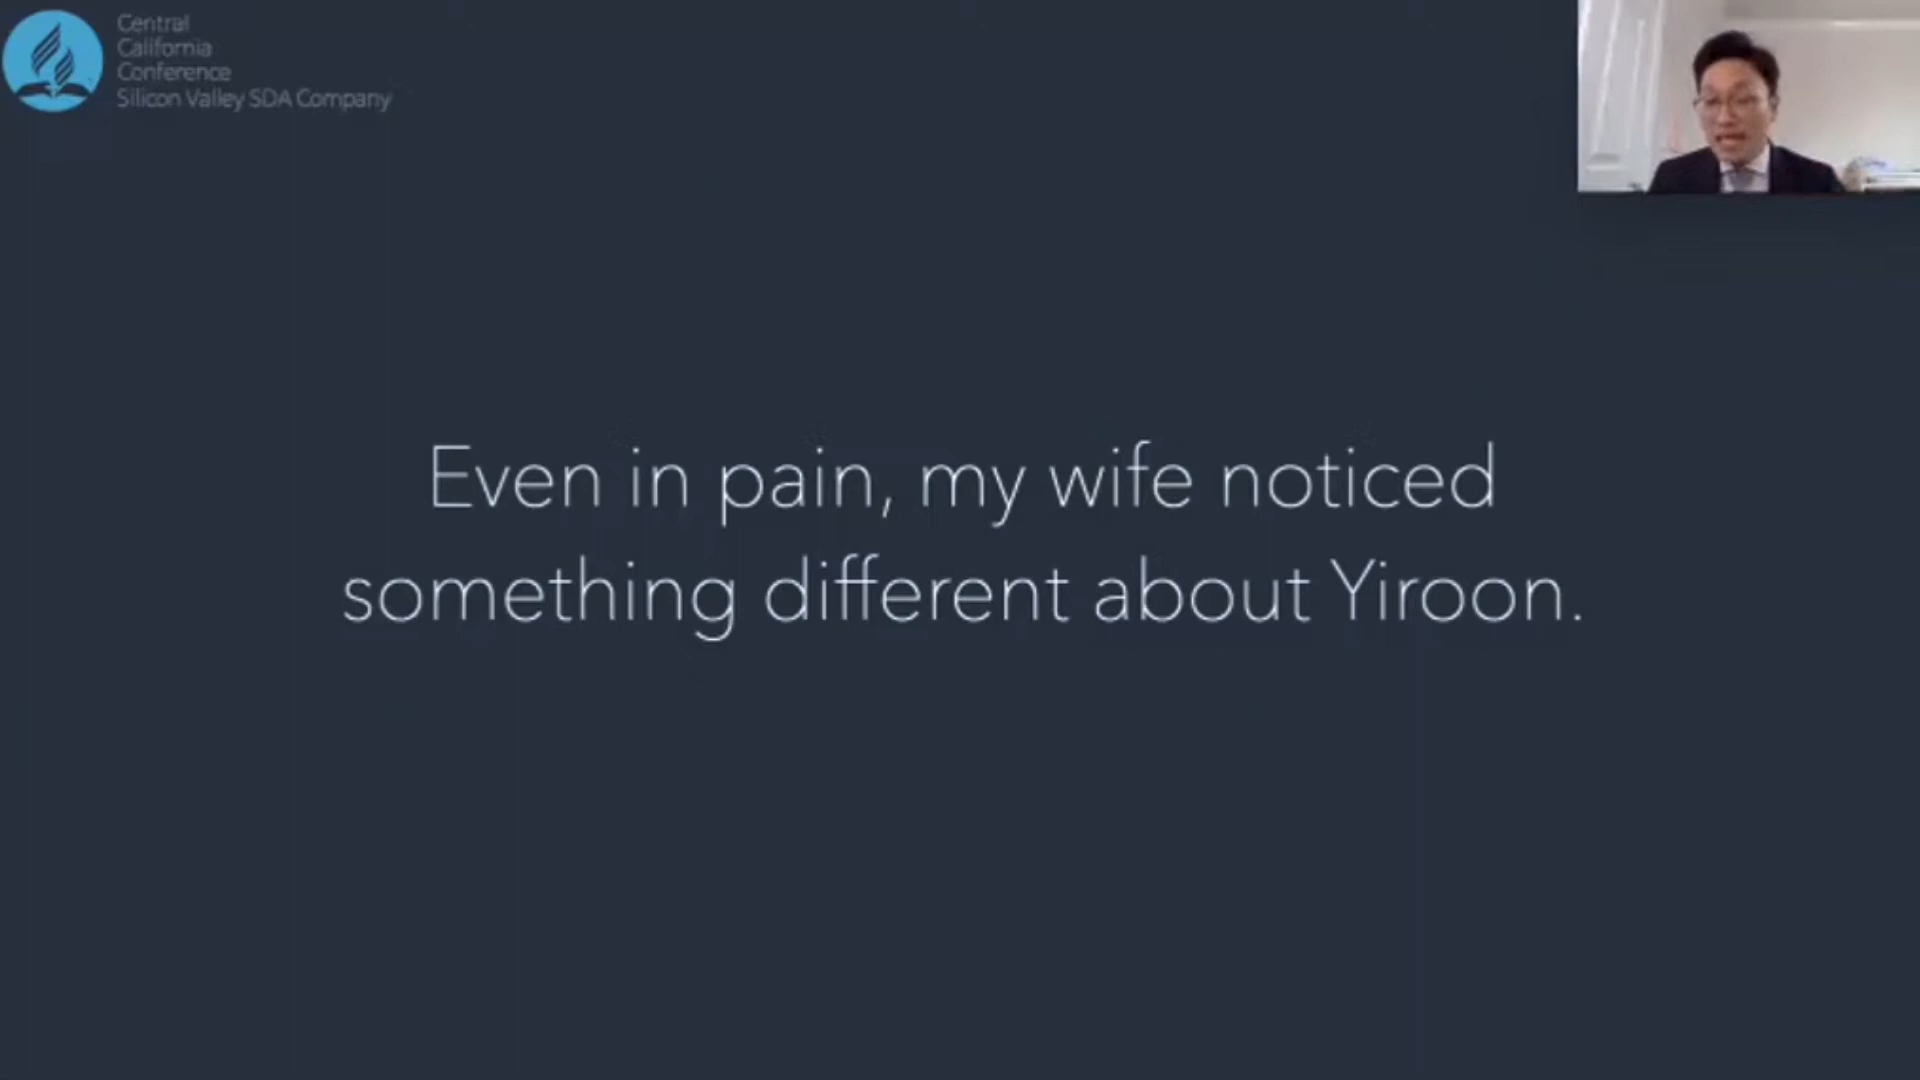 Central
California
Conference
Silicon Valley SDA Company
Even in pain, my wife noticed
something different about Yiroon.